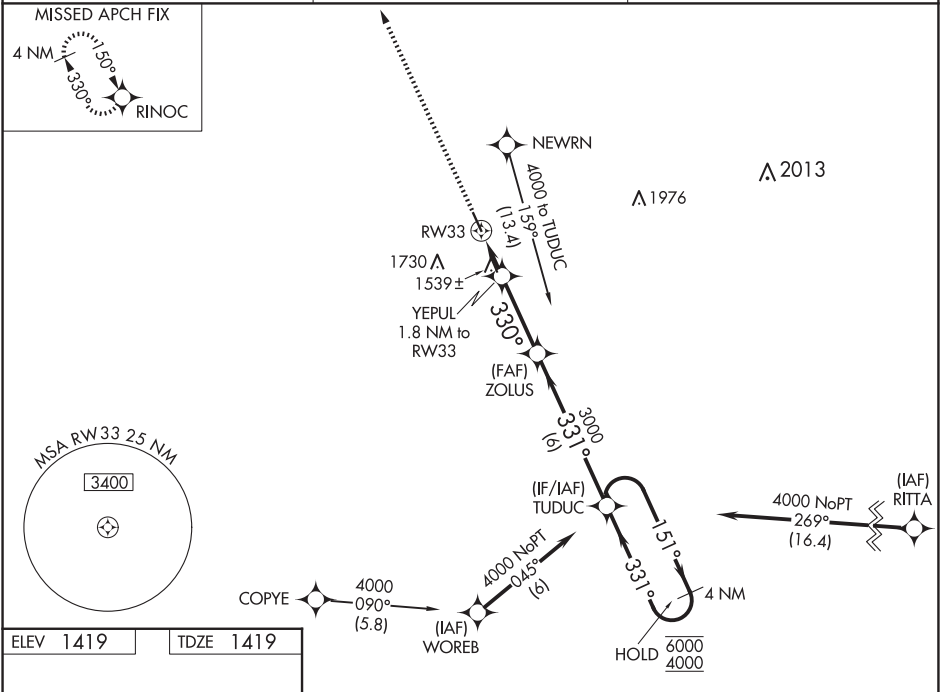 MISSED APCH FIX
4 NM
150°
330°
RINOC
NEWRN
4000 to TUDUC
159°
(13.4)
2013
1976
RW33
1730
1539±
YEPUL
1.8 NM to
RW33
330°
(FAF)
ZOLUS
3000
331°
(6)
MSA RW33 25 NM
3400
(IF/IAF)
TUDUC
4000 NoPT
269°
(16.4)
(IAF)
RITTA
151°
331°
4 NM
4000 NoPT
045°
(6)
COPYE
4000
090°
(5.8)
(IAF)
WOREB
HOLD
6000
4000
ELEV 1419
TDZE 1419